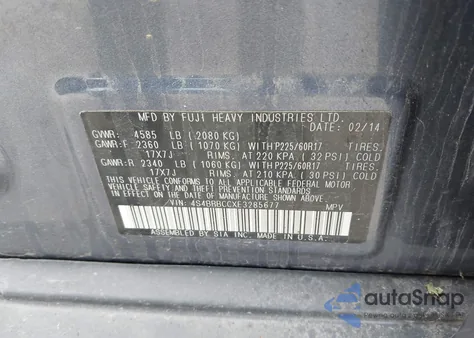 MFD. BY FUJI HEAVY INDUSTRIES LTD.
DATE: 02/14
GVWR: 4585 LB (2080 KG)
GAWR:F 2360 LB (1070 KG) WITH P225/60R17 TIRES,
17X7J RIMS, AT 220 KPA ( 32 PSI) COLD
GAWR:R 2340 LB (1060 KG) WITH P225/60R17 TIRES,
17X7J RIMS, AT 210 KPA ( 30 PSI) COLD
THIS VEHICLE CONFORMS TO ALL APPLICABLE FEDERAL MOTOR
VEHICLE SAFETY STANDARDS
IN EFFECT ON THE DATE OF MANUFACTURE SHOWN ABOVE.
VIN: 4S4BRBCCXE3285677 MPV
ASSEMBLED BY SIA INC. MADE IN U.S.A.
autoSnap